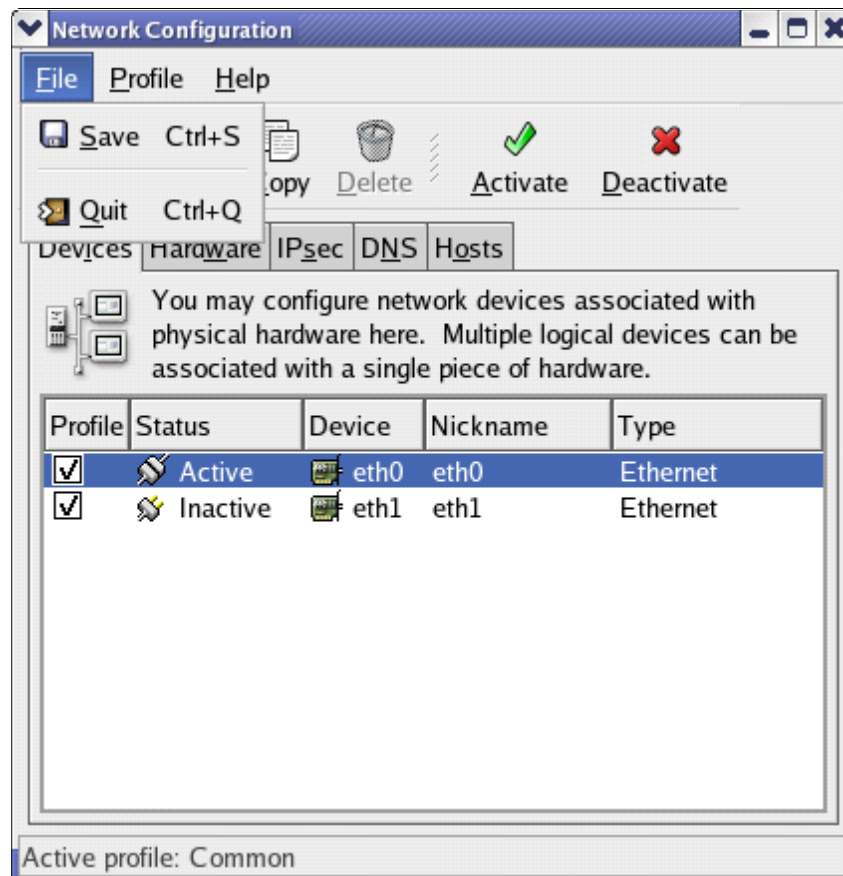 Network Configuration
File Profile Help
Save Ctrl+S
opy Delete Activate Deactivate
Quit Ctrl+Q
Devices Hardware IPsec DNS Hosts
You may configure network devices associated with
physical hardware here. Multiple logical devices can be
associated with a single piece of hardware.
Profile Status Device Nickname Type
Active eth0 eth0 Ethernet
Inactive eth1 eth1 Ethernet
Active profile: Common